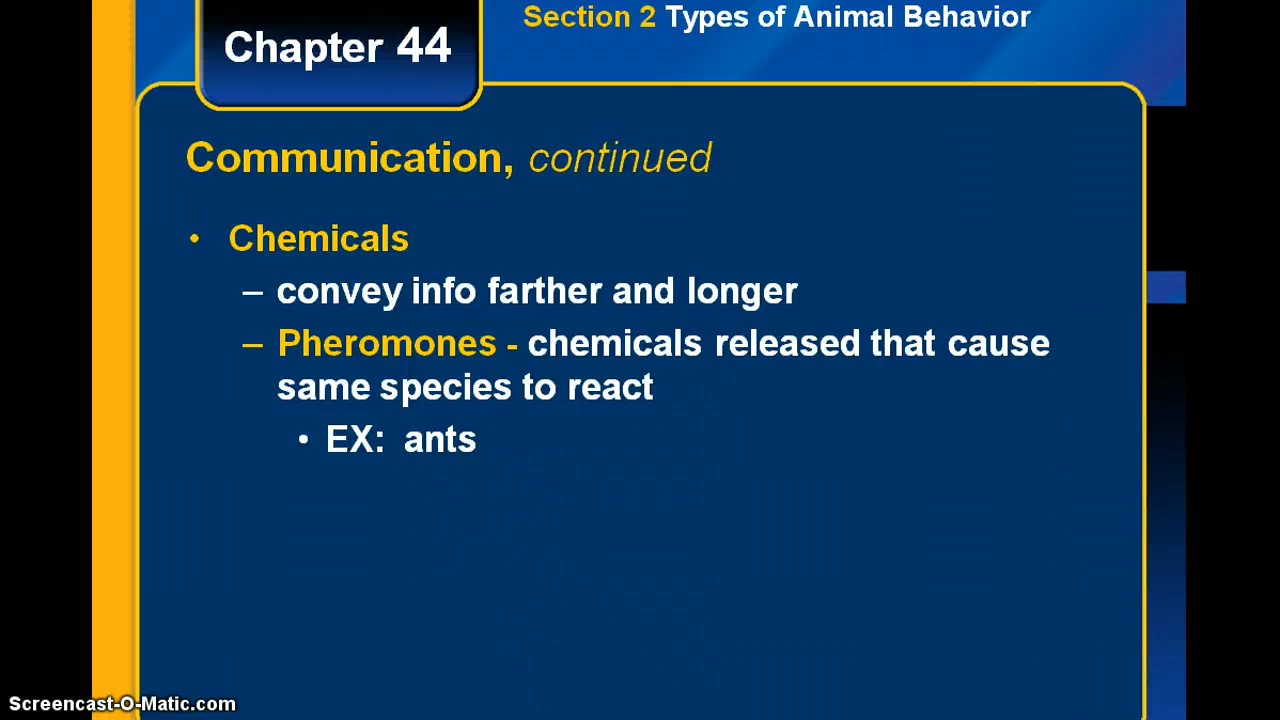 Section 2 Types of Animal Behavior
Chapter 44
Communication, continued
• Chemicals
– convey info farther and longer
– Pheromones - chemicals released that cause
same species to react
• EX: ants
Screencast-O-Matic.com